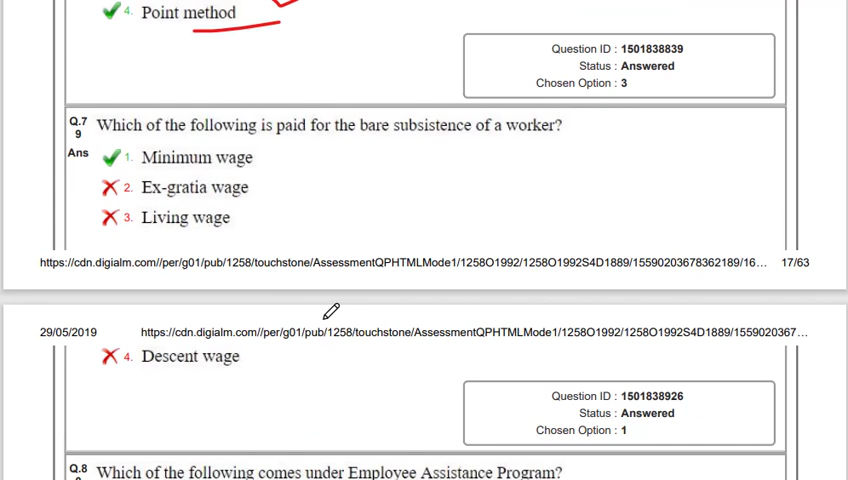 4. Point method
Question ID : 1501838839
Status : Answered
Chosen Option : 3
Q.7
9
Which of the following is paid for the bare subsistence of a worker?
Ans
1. Minimum wage
2. Ex-gratia wage
3. Living wage
https://cdn.digialm.com//per/g01/pub/1258/touchstone/AssessmentQPHTMLMode1/1258O1992/1258O1992S4D1889/15590203678362189/16… 17/63
29/05/2019 https://cdn.digialm.com//per/g01/pub/1258/touchstone/AssessmentQPHTMLMode1/1258O1992/1258O1992S4D1889/1559020367…
4. Descent wage
Question ID : 1501838926
Status : Answered
Chosen Option : 1
Q.8
Which of the following comes under Employee Assistance Program?